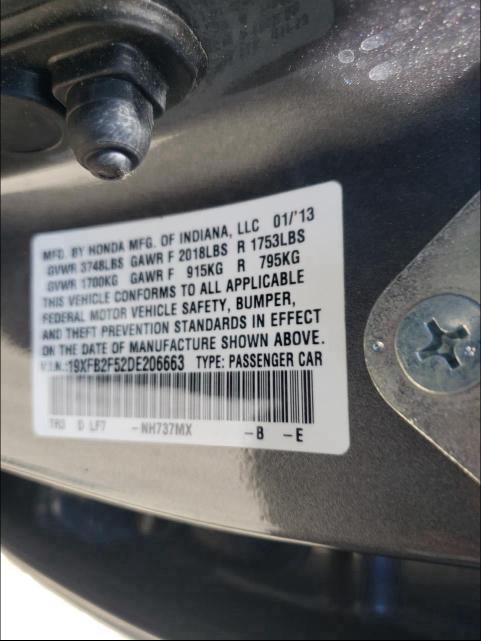 MFD. BY HONDA MFG. OF INDIANA, LLC 01/'13
GVWR 3748LBS GAWR F 2018LBS R 1753LBS
GVWR 1700KG GAWR F 915KG R 795KG
THIS VEHICLE CONFORMS TO ALL APPLICABLE
FEDERAL MOTOR VEHICLE SAFETY, BUMPER,
AND THEFT PREVENTION STANDARDS IN EFFECT
ON THE DATE OF MANUFACTURE SHOWN ABOVE.
V.I.N.:19XFB2F52DE206663 TYPE: PASSENGER CAR
TR3 D LF7 -NH737MX -B -E